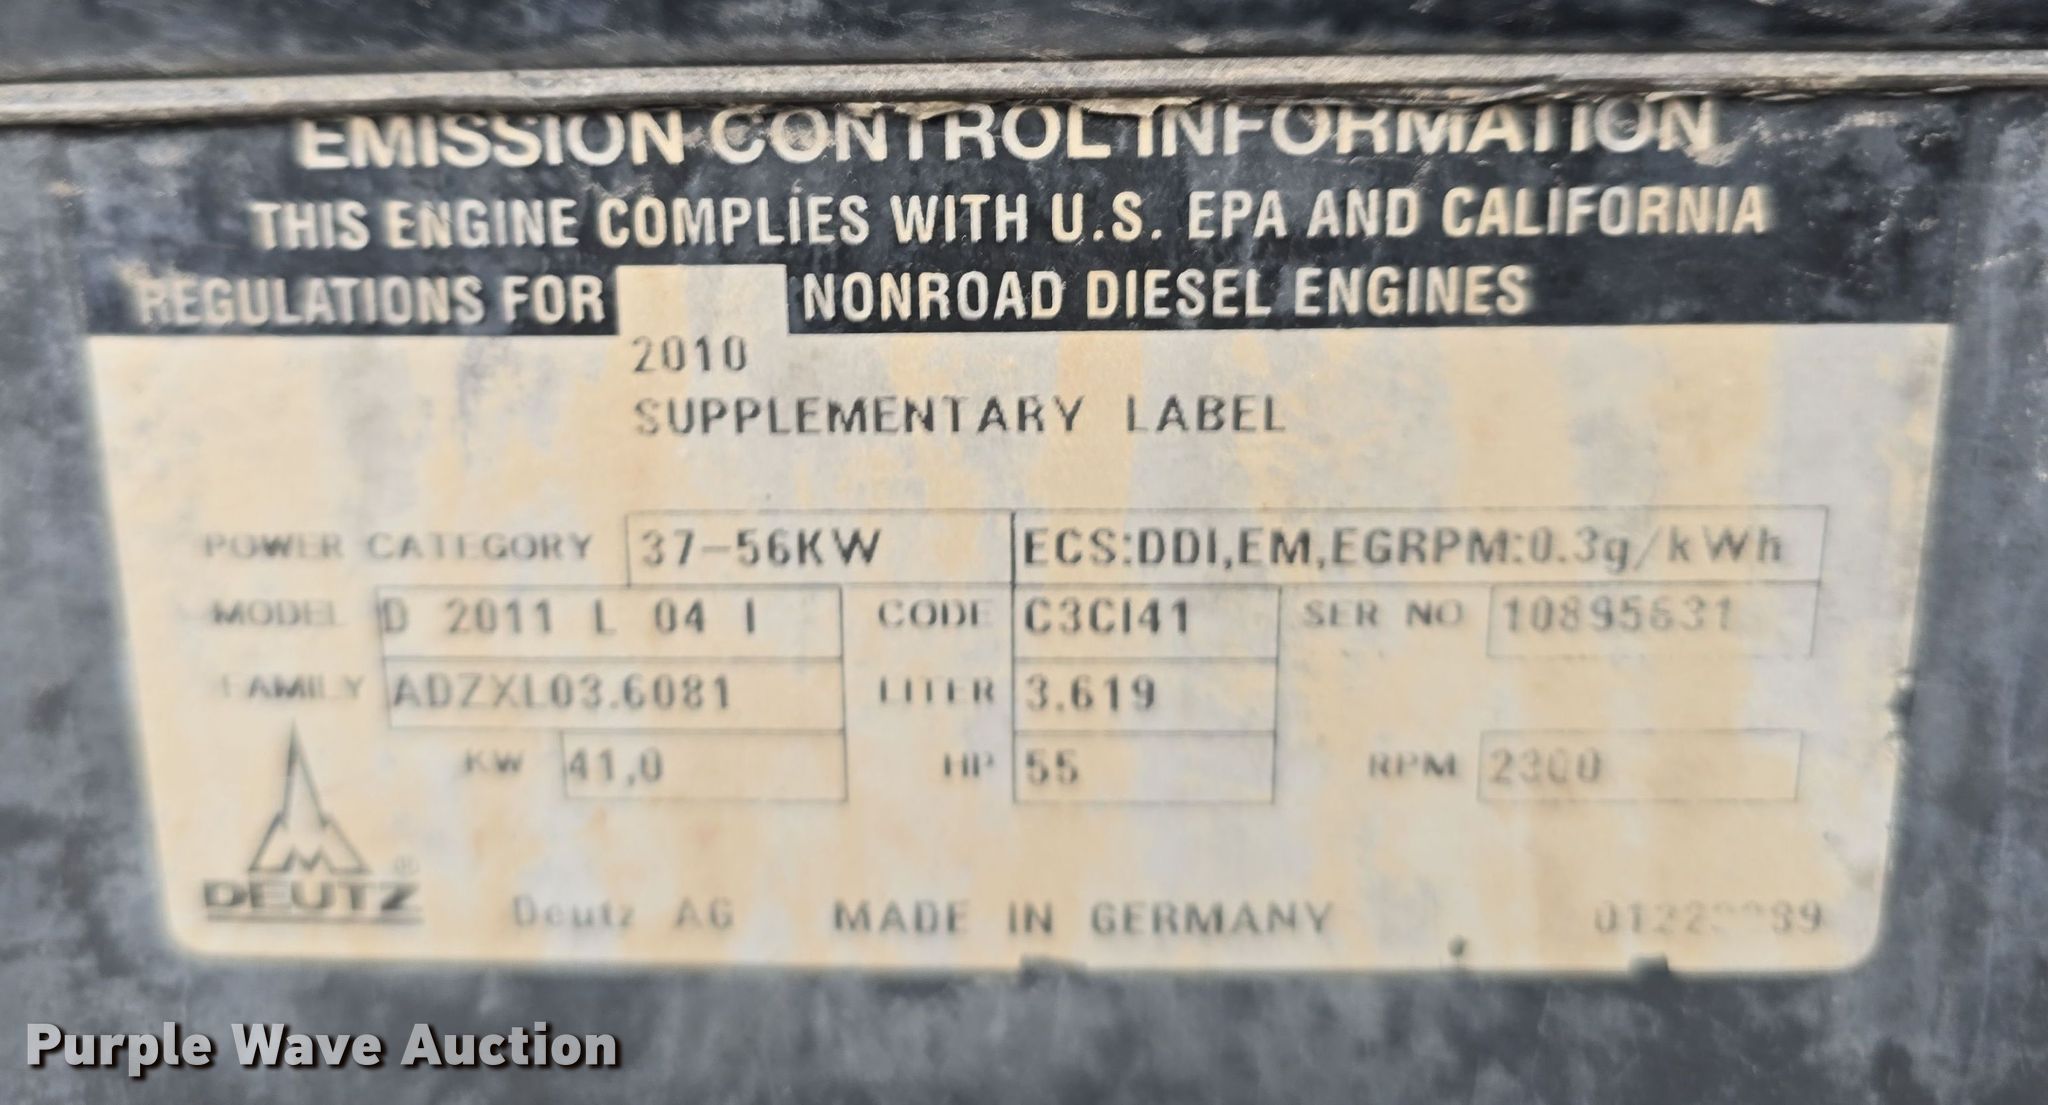 EMISSION CONTROL INFORMATION
THIS ENGINE COMPLIES WITH U.S. EPA AND CALIFORNIA
REGULATIONS FOR NONROAD DIESEL ENGINES
2010
SUPPLEMENTARY LABEL
POWER CATEGORY 37-56KW ECS:DDI,EM,EGRPM:0.3g/kWh
MODEL D 2011 L 04 I CODE C3CI41 SER NO 10895631
FAMILY ADZXL03.6081 LITER 3.619
KW 41,0 HP 55 RPM 2300
DEUTZ ® Deutz AG MADE IN GERMANY
Purple Wave Auction